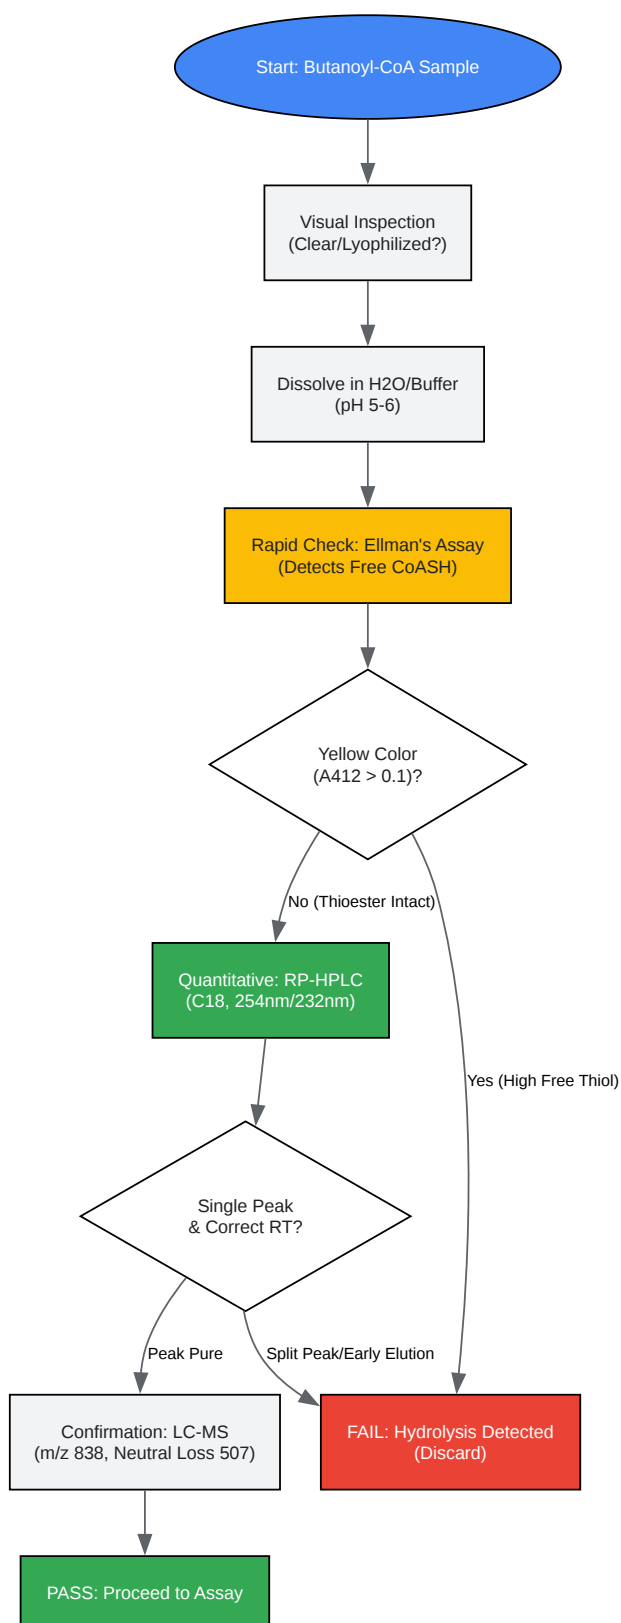 Start: Butanoyl-CoA Sample
Visual Inspection
(Clear/Lyophilized?)
Dissolve in H2O/Buffer
(pH 5-6)
Rapid Check: Ellman's Assay
(Detects Free CoASH)
Yellow Color
(A412 > 0.1)?
No (Thioester Intact)
Quantitative: RP-HPLC
(C18, 254nm/232nm)
Yes (High Free Thiol)
Single Peak
& Correct RT?
Peak Pure
Split Peak/Early Elution
Confirmation: LC-MS
(m/z 838, Neutral Loss 507)
FAIL: Hydrolysis Detected
(Discard)
PASS: Proceed to Assay